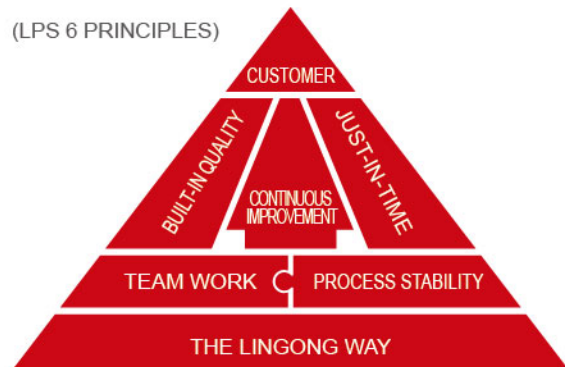 (LPS 6 PRINCIPLES)
CUSTOMER
BUILT-IN QUALITY
CONTINUOUS
IMPROVEMENT
JUST-IN-TIME
TEAM WORK
PROCESS STABILITY
THE LINGONG WAY